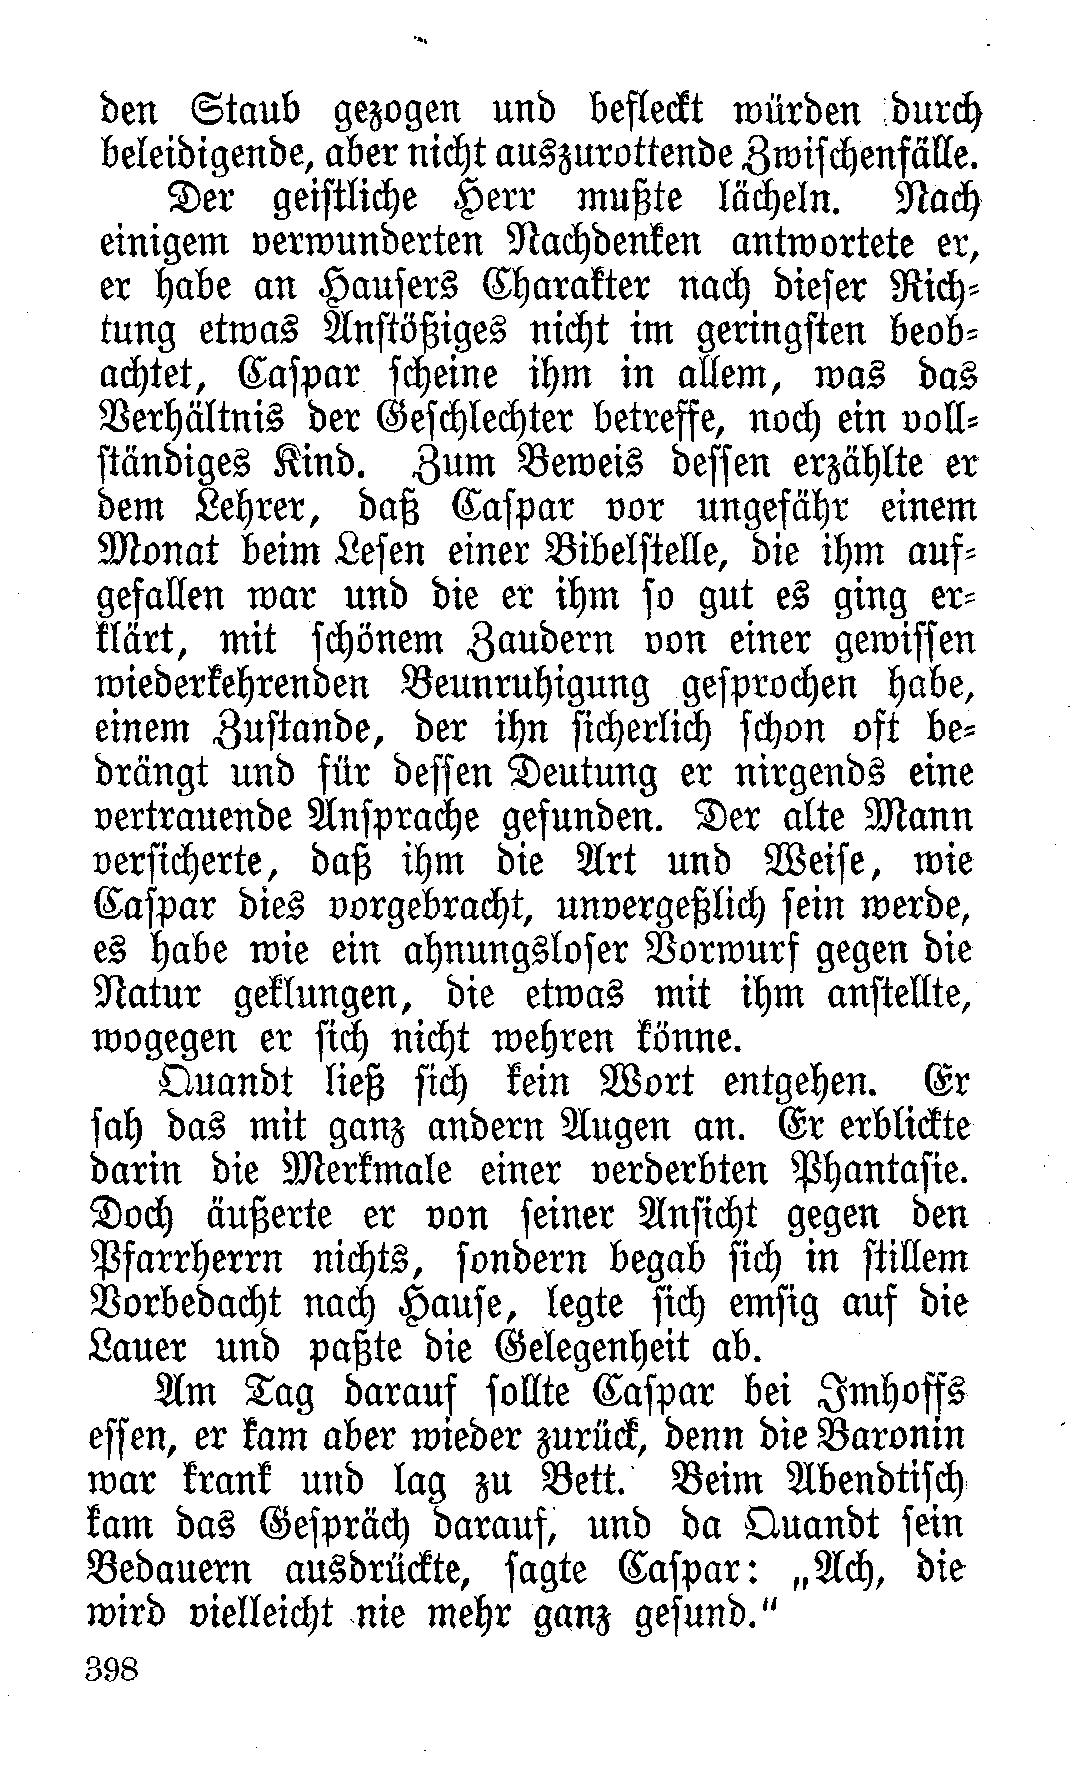 den Staub gezogen und befleckt würden durch
beleidigende, aber nicht auszurottende Zwischenfälle.
Der geistliche Herr mußte lächeln. Nach
einigem verwunderten Nachdenken antwortete er,
er habe an Hausers Charakter nach dieser Rich-
tung etwas Anstößiges nicht im geringsten beob-
achtet, Caspar scheine ihm in allem, was das
Verhältnis der Geschlechter betreffe, noch ein voll-
ständiges Kind. Zum Beweis dessen erzählte er
dem Lehrer, daß Caspar vor ungefähr einem
Monat beim Lesen einer Bibelstelle, die ihm auf-
gefallen war und die er ihm so gut es ging er-
klärt, mit schönem Zaudern von einer gewissen
wiederkehrenden Beunruhigung gesprochen habe,
einem Zustande, der ihn sicherlich schon oft be-
drängt und für dessen Deutung er nirgends eine
vertrauende Ansprache gefunden. Der alte Mann
versicherte, daß ihm die Art und Weise, wie
Caspar dies vorgebracht, unvergeßlich sein werde,
es habe wie ein ahnungsloser Vorwurf gegen die
Natur geklungen, die etwas mit ihm anstellte,
wogegen er sich nicht wehren könne.
Quandt ließ sich kein Wort entgehen. Er
sah das mit ganz andern Augen an. Er erblickte
darin die Merkmale einer verderbten Phantasie.
Doch äußerte er von seiner Ansicht gegen den
Pfarrherrn nichts, sondern begab sich in stillem
Vorbedacht nach Hause, legte sich emsig auf die
Lauer und paßte die Gelegenheit ab.
Am Tag darauf sollte Caspar bei Imhoffs
essen, er kam aber wieder zurück, denn die Baronin
war krank und lag zu Bett. Beim Abendtisch
kam das Gespräch darauf, und da Quandt sein
Bedauern ausdrückte, sagte Caspar: „Ach, die
wird vielleicht nie mehr ganz gesund.“
398